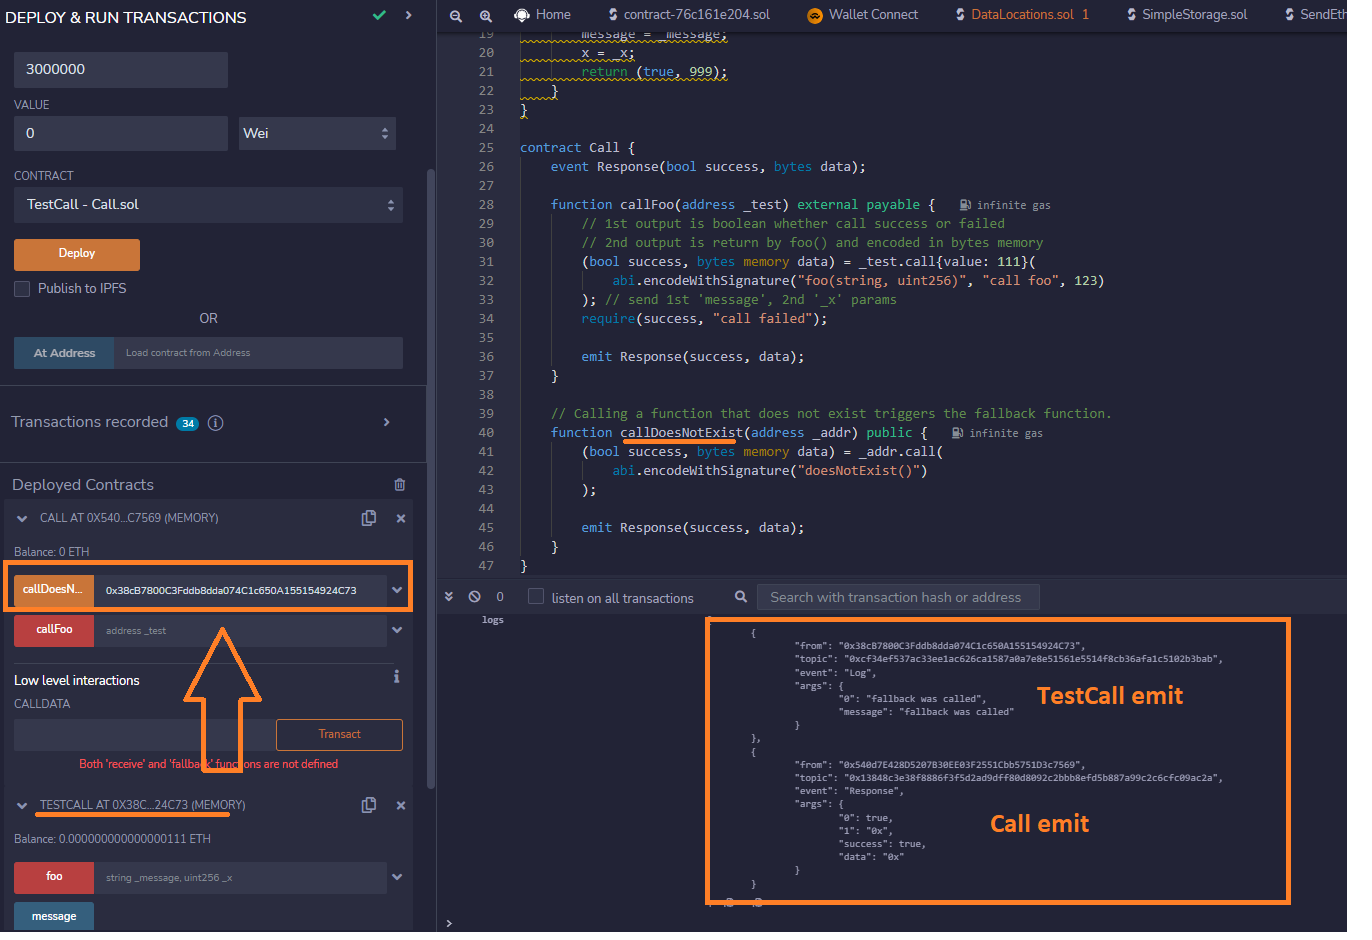 DEPLOY & RUN TRANSACTIONS
3000000
VALUE
0
Wei
CONTRACT
TestCall - Call.sol
Deploy
Publish to IPFS
OR
At Address
Load contract from Address
Transactions recorded 34 i
Deployed Contracts
CALL AT 0X540...C7569 (MEMORY)
Balance: 0 ETH
callDoesN...
0x38cB7800C3Fddb8dda074C1c650A155154924C73
callFoo
address _test
Low level interactions
i
CALLDATA
Transact
Both 'receive' and 'fallback' functions are not defined
TESTCALL AT 0X38C...24C73 (MEMORY)
Balance: 0.000000000000000111 ETH
foo
string _message, uint256 _x
message
Home
contract-76c161e204.sol
Wallet Connect
DataLocations.sol 1
SimpleStorage.sol
SendEth
19 message = _message;
20 x = _x;
21 return (true, 999);
22 }
23 }
24
25 contract Call {
26 event Response(bool success, bytes data);
27
28 function callFoo(address _test) external payable { infinite gas
29 // 1st output is boolean whether call success or failed
30 // 2nd output is return by foo() and encoded in bytes memory
31 (bool success, bytes memory data) = _test.call{value: 111}(
32 abi.encodeWithSignature("foo(string, uint256)", "call foo", 123)
33 ); // send 1st 'message', 2nd '_x' params
34 require(success, "call failed");
35
36 emit Response(success, data);
37 }
38
39 // Calling a function that does not exist triggers the fallback function.
40 function callDoesNotExist(address _addr) public { infinite gas
41 (bool success, bytes memory data) = _addr.call(
42 abi.encodeWithSignature("doesNotExist()")
43 );
44
45 emit Response(success, data);
46 }
47 }
0
listen on all transactions
Search with transaction hash or address
logs
{
"from": "0x38cB7800C3Fddb8dda074C1c650A155154924C73",
"topic": "0xcf34ef537ac33ee1ac626ca1587a0a7e8e51561e5514f8cb36afa1c5102b3bab",
"event": "Log",
"args": {
"0": "fallback was called",
"message": "fallback was called"
}
},
TestCall emit
{
"from": "0x540d7E428D5207B30EE03F2551Cbb5751D3c7569",
"topic": "0x13848c3e38f8886f3f5d2ad9dff80d8092c2bbb8efd5b887a99c2c6cfc09ac2a",
"event": "Response",
"args": {
"0": true,
"1": "0x",
"success": true,
"data": "0x"
}
}
Call emit
>